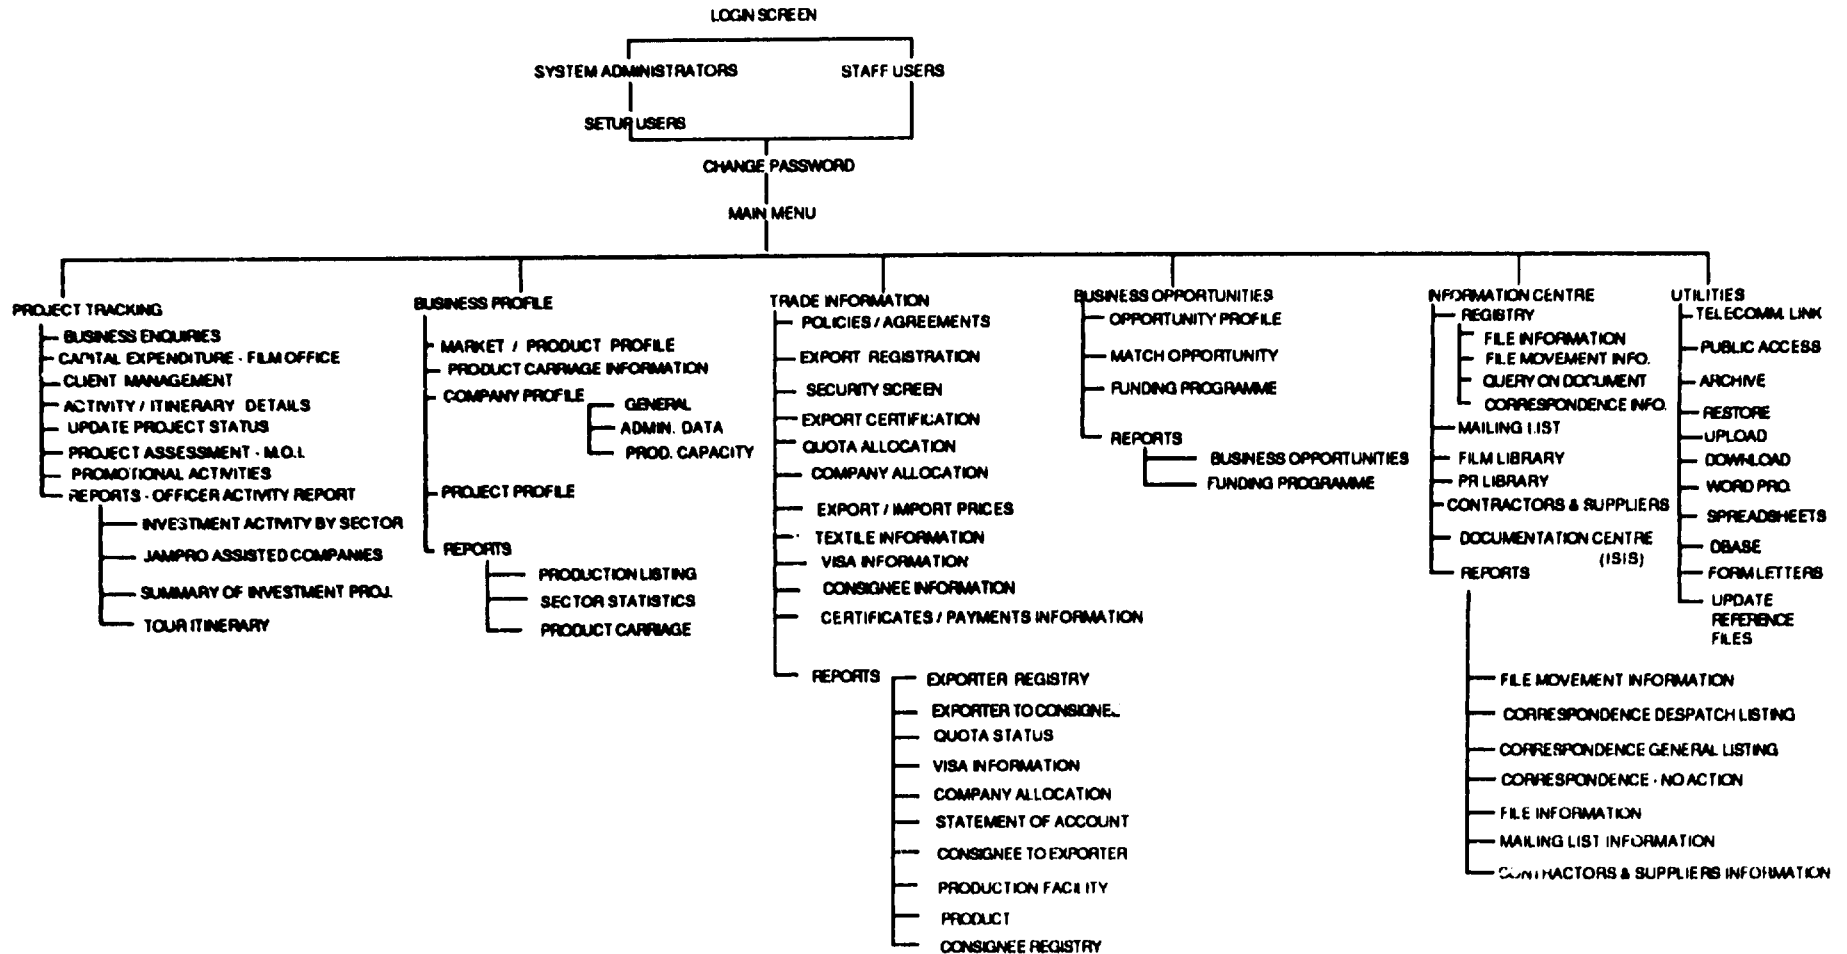 LOGIN SCREEN
SYSTEM ADMINISTRATORS
STAFF USERS
SETUP USERS
CHANGE PASSWORD
MAIN MENU
PROJECT TRACKING
BUSINESS ENQUIRIES
CAPITAL EXPENDITURE - FILM OFFICE
CLIENT MANAGEMENT
ACTIVITY / ITINERARY DETAILS
UPDATE PROJECT STATUS
PROJECT ASSESSMENT - M.O.I.
PROMOTIONAL ACTIVITIES
REPORTS - OFFICER ACTIVITY REPORT
INVESTMENT ACTIVITY BY SECTOR
JAMPRO ASSISTED COMPANIES
SUMMARY OF INVESTMENT PROJ.
TOUR ITINERARY
BUSINESS PROFILE
MARKET / PRODUCT PROFILE
PRODUCT CARRIAGE INFORMATION
COMPANY PROFILE
GENERAL
ADMIN. DATA
PROD. CAPACITY
PROJECT PROFILE
REPORTS
PRODUCTION LISTING
SECTOR STATISTICS
PRODUCT CARRIAGE
TRADE INFORMATION
POLICIES / AGREEMENTS
EXPORT REGISTRATION
SECURITY SCREEN
EXPORT CERTIFICATION
QUOTA ALLOCATION
COMPANY ALLOCATION
EXPORT / IMPORT PRICES
TEXTILE INFORMATION
VISA INFORMATION
CONSIGNEE INFORMATION
CERTIFICATES / PAYMENTS INFORMATION
REPORTS
EXPORTER REGISTRY
EXPORTER TO CONSIGNEE
QUOTA STATUS
VISA INFORMATION
COMPANY ALLOCATION
STATEMENT OF ACCOUNT
CONSIGNEE TO EXPORTER
PRODUCTION FACILITY
PRODUCT
CONSIGNEE REGISTRY
BUSINESS OPPORTUNITIES
OPPORTUNITY PROFILE
MATCH OPPORTUNITY
FUNDING PROGRAMME
REPORTS
BUSINESS OPPORTUNITIES
FUNDING PROGRAMME
INFORMATION CENTRE
REGISTRY
FILE INFORMATION
FILE MOVEMENT INFO.
QUERY ON DOCUMENT
CORRESPONDENCE INFO.
MAILING LIST
FILM LIBRARY
PR LIBRARY
CONTRACTORS & SUPPLIERS
DOCUMENTATION CENTRE
(ISIS)
REPORTS
FILE MOVEMENT INFORMATION
CORRESPONDENCE DESPATCH LISTING
CORRESPONDENCE GENERAL LISTING
CORRESPONDENCE - NO ACTION
FILE INFORMATION
MAILING LIST INFORMATION
CONTRACTORS & SUPPLIERS INFORMATION
UTILITIES
TELECOMM. LINK
PUBLIC ACCESS
ARCHIVE
RESTORE
UPLOAD
DOWNLOAD
WORD PRO.
SPREADSHEETS
DBASE
FORM LETTERS
UPDATE
REFERENCE
FILES